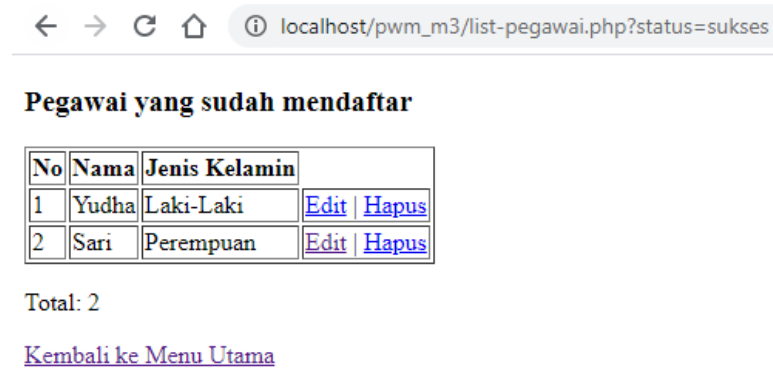 localhost/pwm_m3/list-pegawai.php?status=sukses
Pegawai yang sudah mendaftar
No Nama Jenis Kelamin
1 Yudha Laki-Laki Edit | Hapus
2 Sari Perempuan Edit | Hapus
Total: 2
Kembali ke Menu Utama